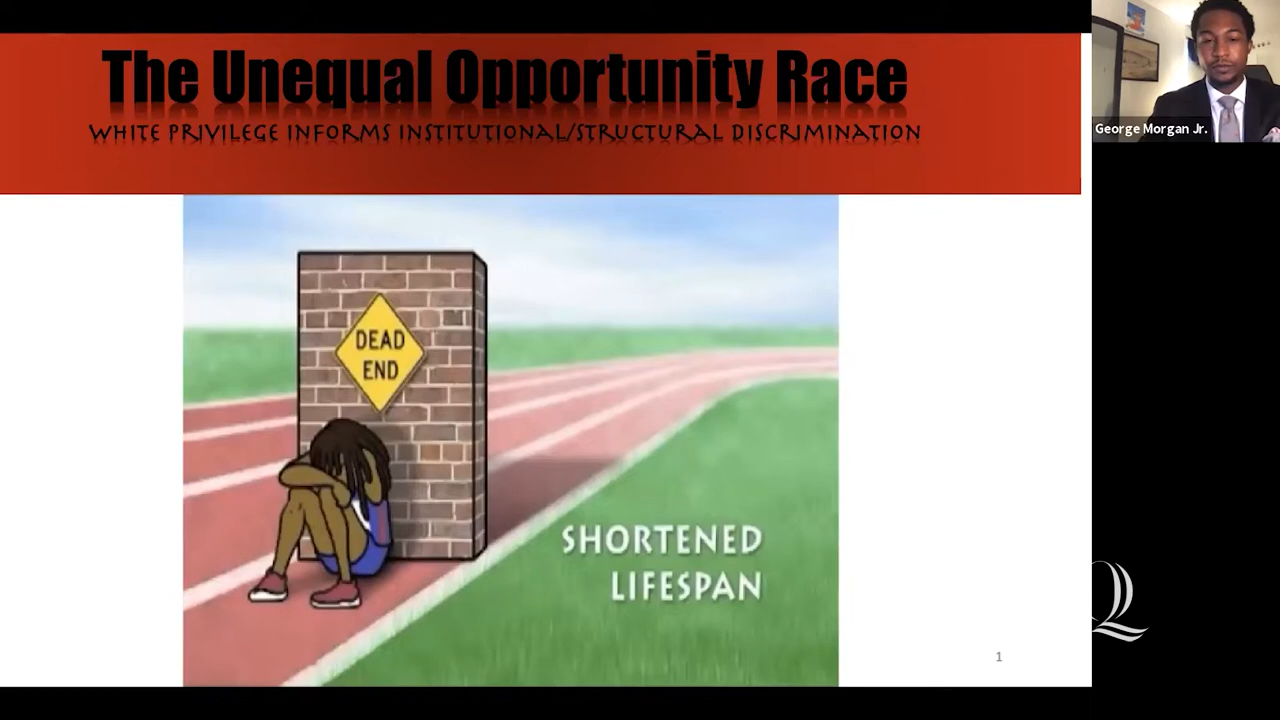 The Unequal Opportunity Race
WHITE PRIVILEGE INFORMS INSTITUTIONAL/STRUCTURAL DISCRIMINATION
George Morgan Jr.
DEAD
END
SHORTENED
LIFESPAN
1